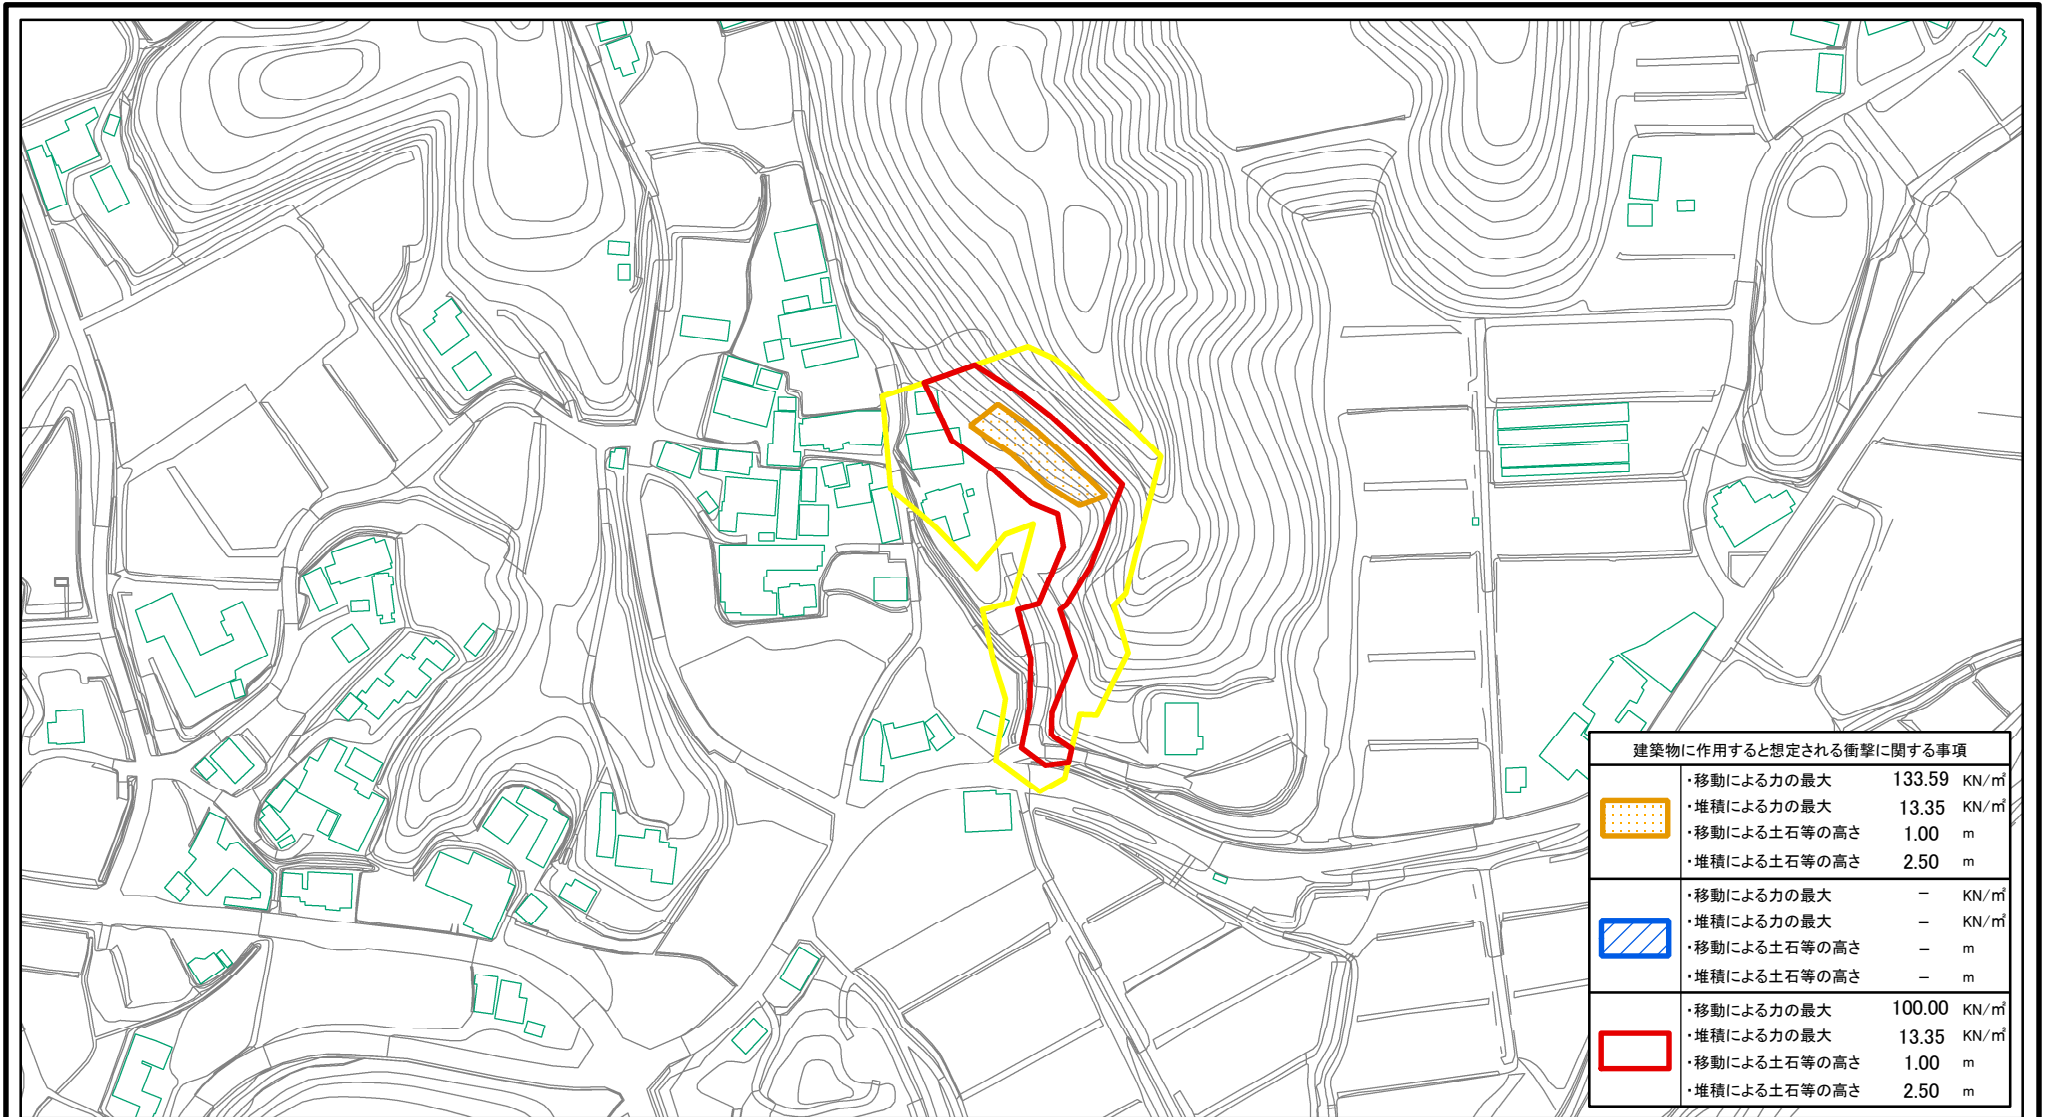 建築物に作用すると想定される衝撃に関する事項
・移動による力の最大 133.59 KN/㎡
・堆積による力の最大 13.35 KN/㎡
・移動による土石等の高さ 1.00 m
・堆積による土石等の高さ 2.50 m
・移動による力の最大 − KN/㎡
・堆積による力の最大 − KN/㎡
・移動による土石等の高さ − m
・堆積による土石等の高さ − m
・移動による力の最大 100.00 KN/㎡
・堆積による力の最大 13.35 KN/㎡
・移動による土石等の高さ 1.00 m
・堆積による土石等の高さ 2.50 m